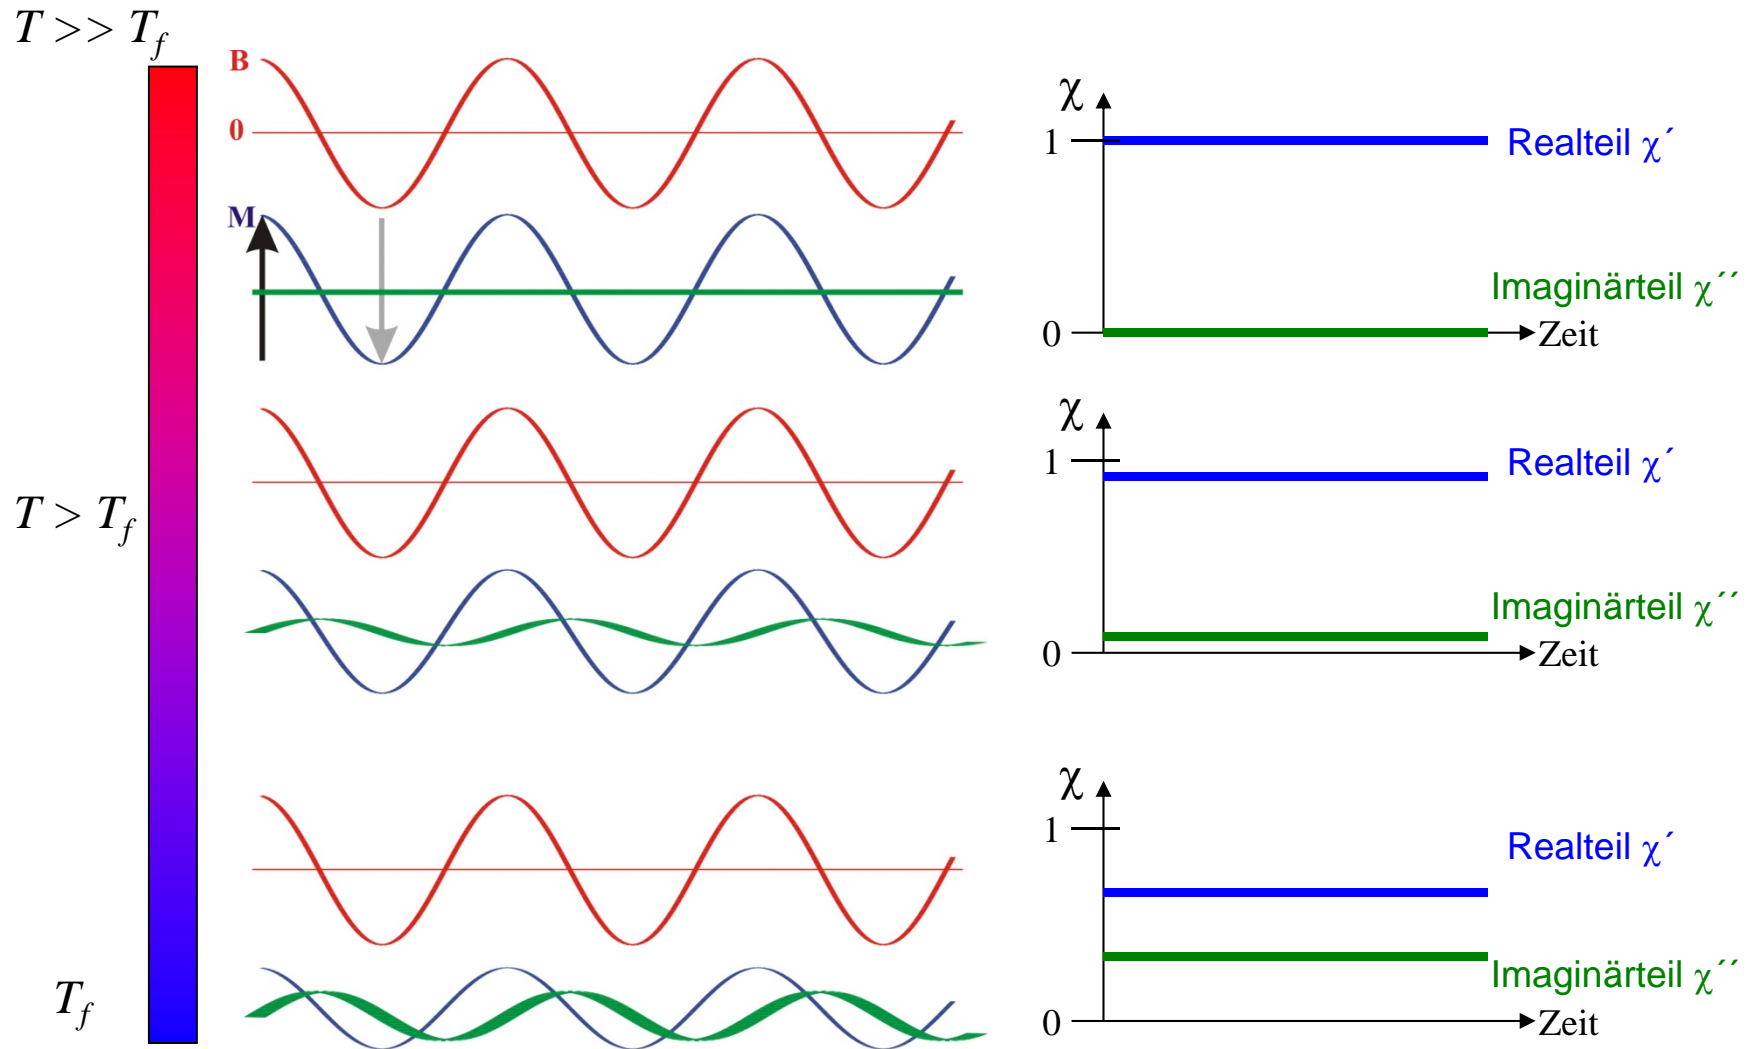 T >> T_f
B
0
M
χ
1
Realteil χ´
Imaginärteil χ´´
0
Zeit
T > T_f
χ
1
Realteil χ´
Imaginärteil χ´´
0
Zeit
T_f
χ
1
Realteil χ´
Imaginärteil χ´´
0
Zeit